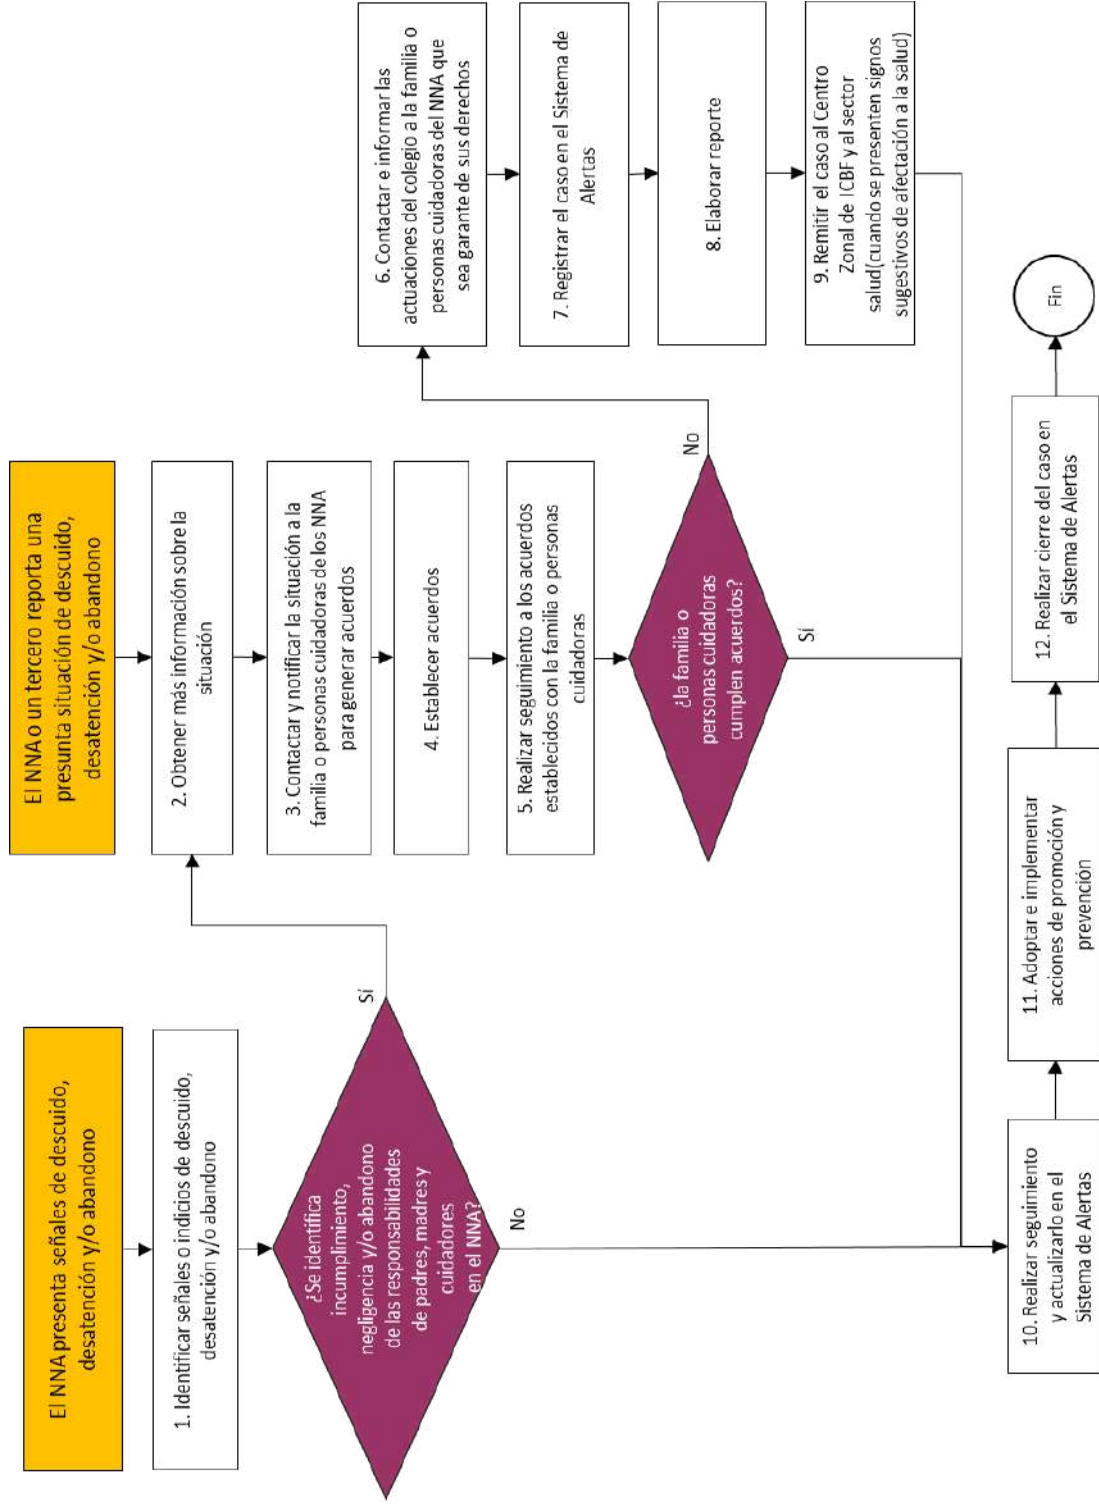 El NNA presenta señales de descuido,
desatención y/o abandono
1. Identificar señales o indicios de descuido,
desatención y/o abandono
¿Se identifica
incumplimiento,
negligencia y/o abandono
de las responsabilidades
de padres, madres y
cuidadores
en el NNA?
Sí
No
El NNA o un tercero reporta una
presunta situación de descuido,
desatención y/o abandono
2. Obtener más información sobre la
situación
3. Contactar y notificar la situación a la
familia o personas cuidadoras de los NNA
para generar acuerdos
4. Establecer acuerdos
5. Realizar seguimiento a los acuerdos
establecidos con la familia o personas
cuidadoras
¿la familia o
personas cuidadoras
cumplen acuerdos?
No
Sí
6. Contactar e informar las
actuaciones del colegio a la familia o
personas cuidadoras del NNA que
sea garante de sus derechos
7. Registrar el caso en el Sistema de
Alertas
8. Elaborar reporte
9. Remitir el caso al Centro
Zonal de ICBF y al sector
salud(cuando se presenten signos
sugestivos de afectación a la salud)
10. Realizar seguimiento
y actualizarlo en el
Sistema de Alertas
11. Adoptar e implementar
acciones de promoción y
prevención
12. Realizar cierre del caso en
el Sistema de Alertas
Fin